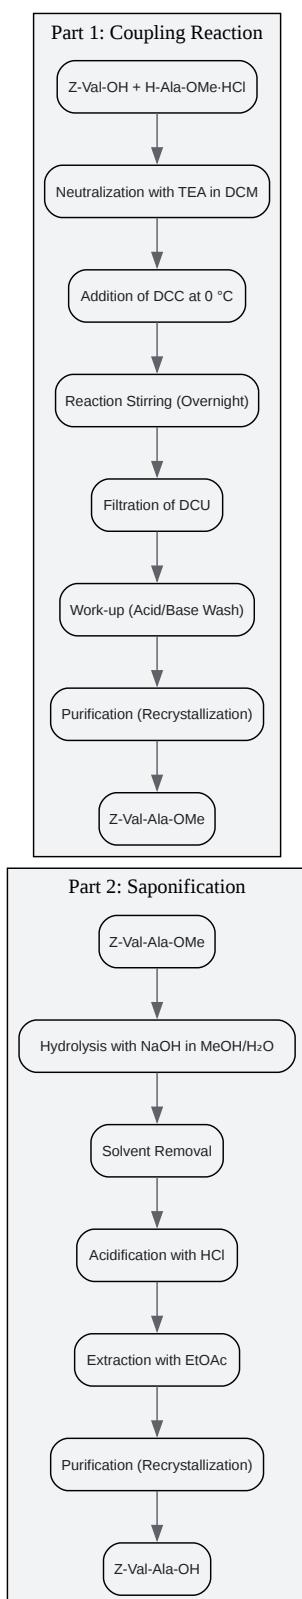 Part 1: Coupling Reaction
Z-Val-OH + H-Ala-OMe·HCl
Neutralization with TEA in DCM
Addition of DCC at 0 °C
Reaction Stirring (Overnight)
Filtration of DCU
Work-up (Acid/Base Wash)
Purification (Recrystallization)
Z-Val-Ala-OMe
Part 2: Saponification
Z-Val-Ala-OMe
Hydrolysis with NaOH in MeOH/H₂O
Solvent Removal
Acidification with HCl
Extraction with EtOAc
Purification (Recrystallization)
Z-Val-Ala-OH